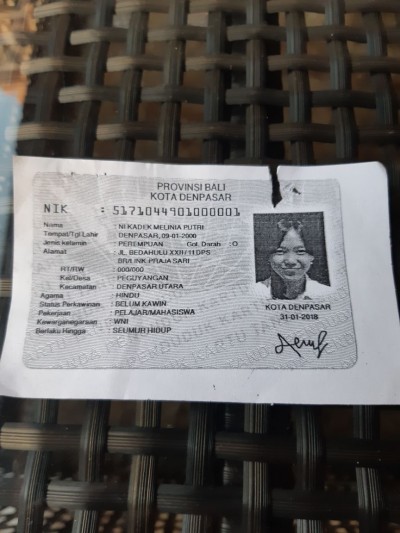 PROVINSI BALI
KOTA DENPASAR
NIK : 5171044901000001
Nama : NI KADEK MELINIA PUTRI
Tempat/Tgl Lahir : DENPASAR, 09-01-2000
Jenis kelamin : PEREMPUAN Gol. Darah : O
Alamat : JL. BEDAHULU XXII/11 DPS
BR/LINK PRAJA SARI
RT/RW : 000/000
Kel/Desa : PEGUYANGAN
Kecamatan : DENPASAR UTARA
Agama : HINDU
Status Perkawinan : BELUM KAWIN
Pekerjaan : PELAJAR/MAHASISWA
Kewarganegaraan : WNI
Berlaku Hingga : SEUMUR HIDUP
KOTA DENPASAR
31-01-2018